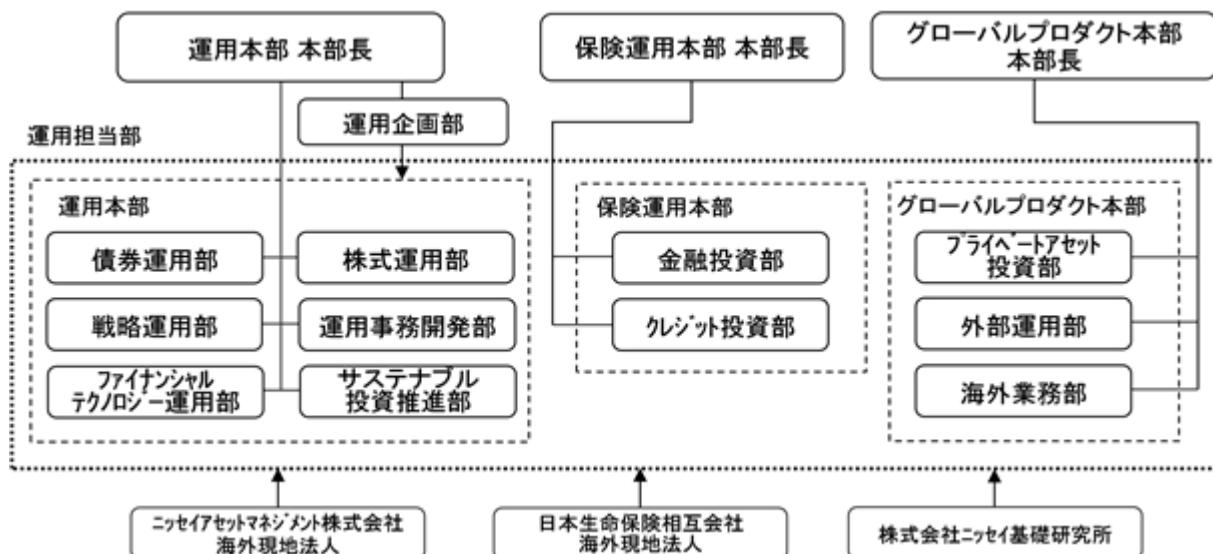 運用本部 本部長
保険運用本部 本部長
グローバルプロダクト本部
本部長
運用企画部
運用担当部
運用本部
債券運用部
株式運用部
戦略運用部
運用事務開発部
ファイナンシャル
テクノロジー運用部
サステナブル
投資推進部
保険運用本部
金融投資部
クレジット投資部
グローバルプロダクト本部
プライベートアセット
投資部
外部運用部
海外業務部
ニッセイアセットマネジメント株式会社
海外現地法人
日本生命保険相互会社
海外現地法人
株式会社ニッセイ基礎研究所